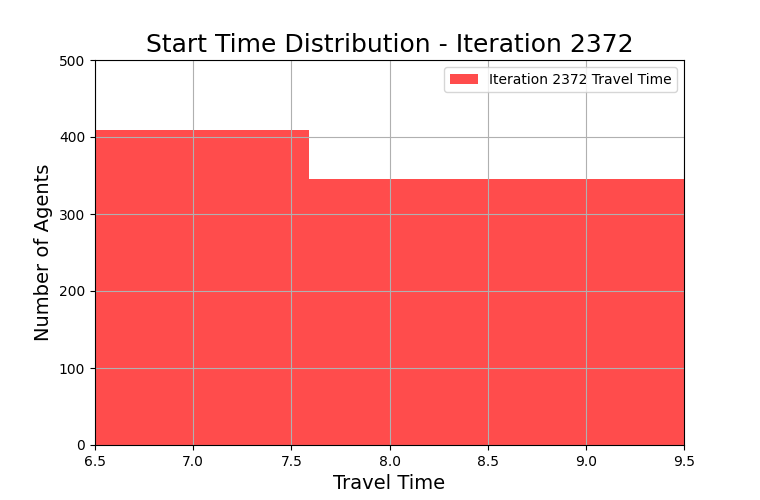 Start Time Distribution - Iteration 2372
Iteration 2372 Travel Time
Number of Agents
500
400
300
200
100
0
6.5 7.0 7.5 8.0 8.5 9.0 9.5
Travel Time